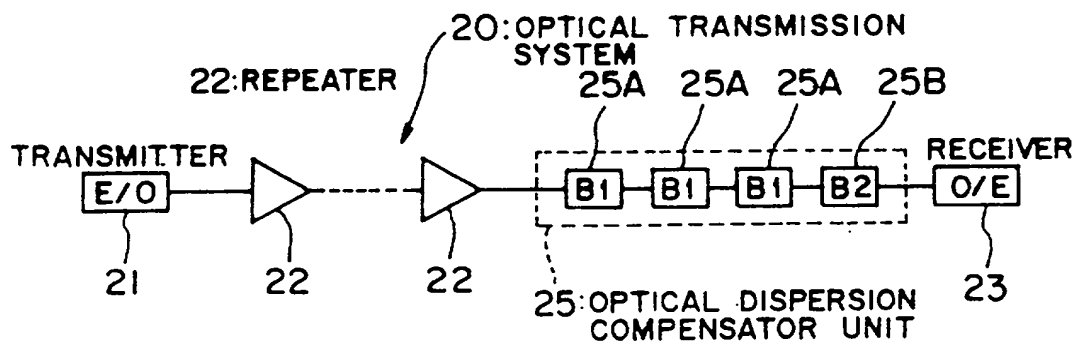 20:OPTICAL TRANSMISSION
SYSTEM
22:REPEATER
25A 25A 25A 25B
TRANSMITTER
RECEIVER
E/O
B1 B1 B1 B2
O/E
21 22 22 23
25:OPTICAL DISPERSION
COMPENSATOR UNIT